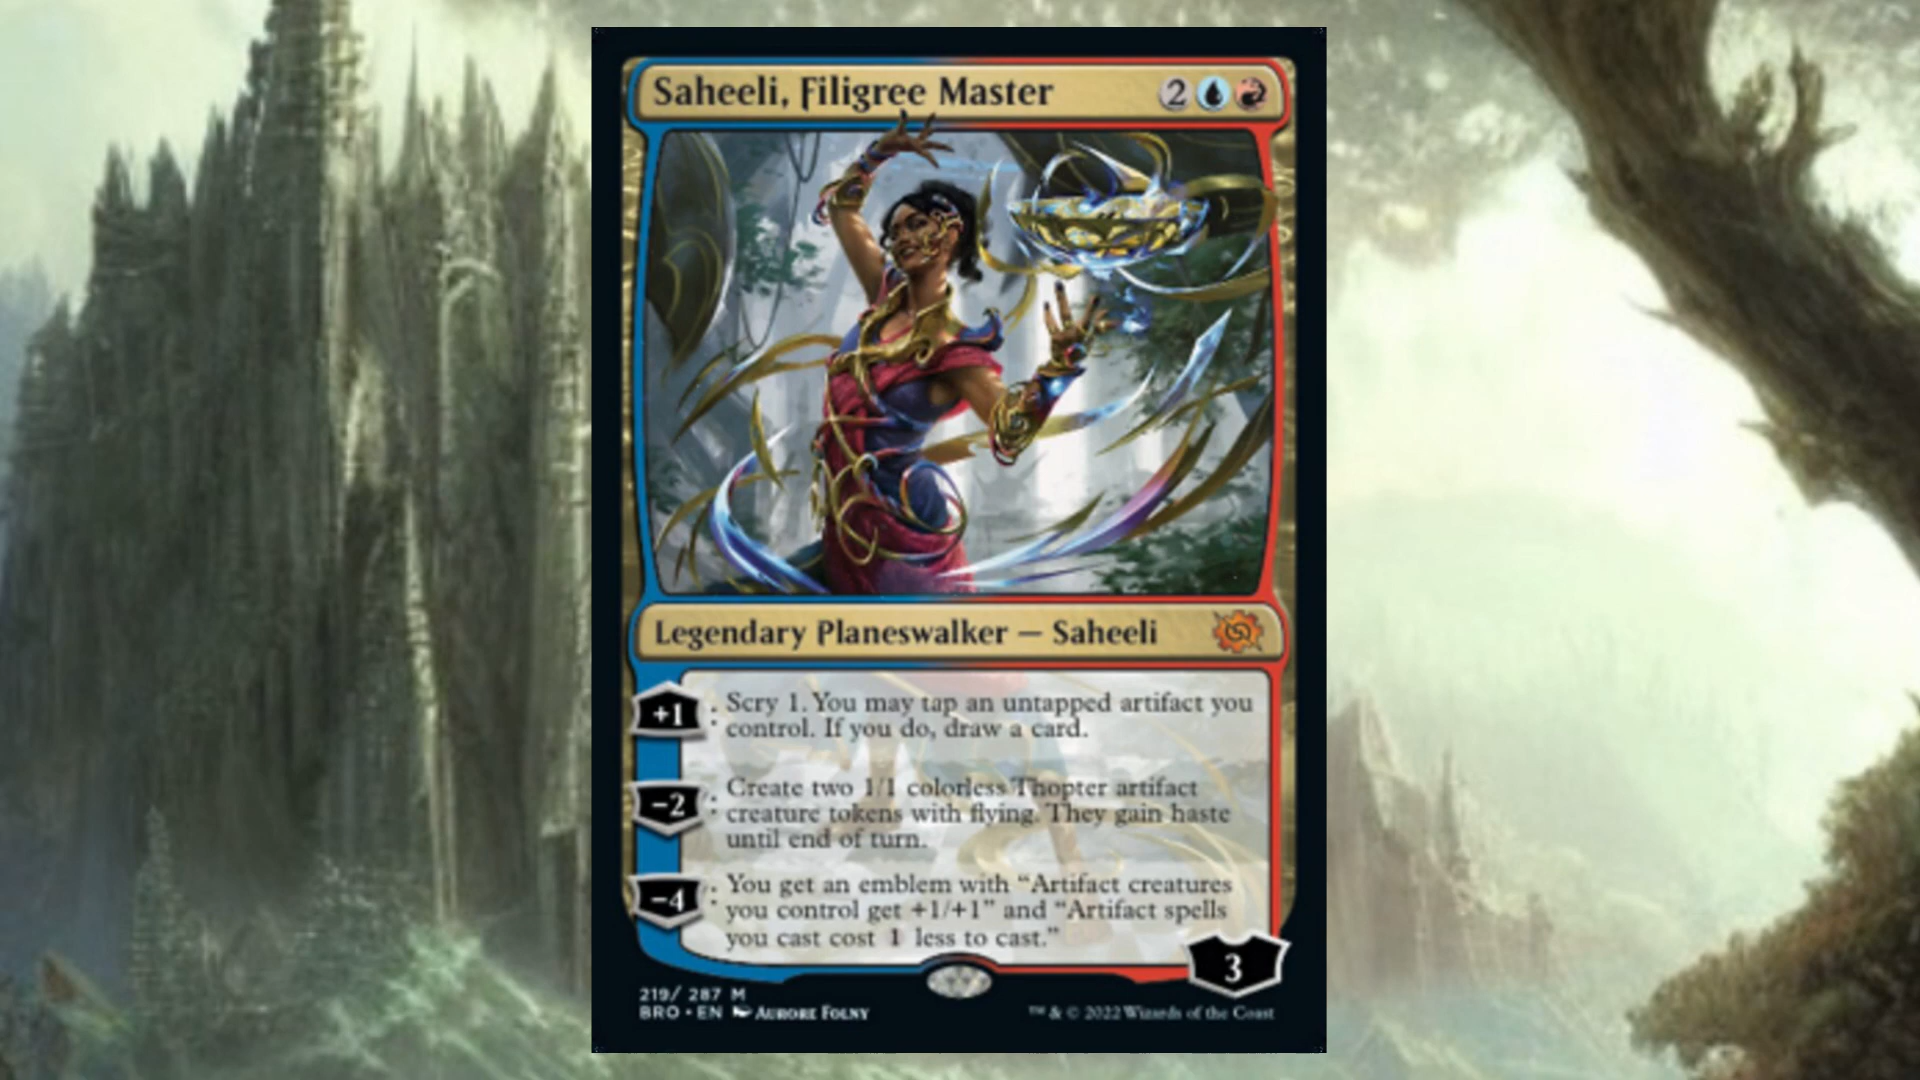 Saheeli, Filigree Master 2
Legendary Planeswalker — Saheeli
+1: Scry 1. You may tap an untapped artifact you
control. If you do, draw a card.
−2: Create two 1/1 colorless Thopter artifact
creature tokens with flying. They gain haste
until end of turn.
−4: You get an emblem with “Artifact creatures
you control get +1/+1” and “Artifact spells
you cast cost 1 less to cast.”
3
219/ 287 M
BRO • EN Aurore Folny ™ & © 2022 Wizards of the Coast